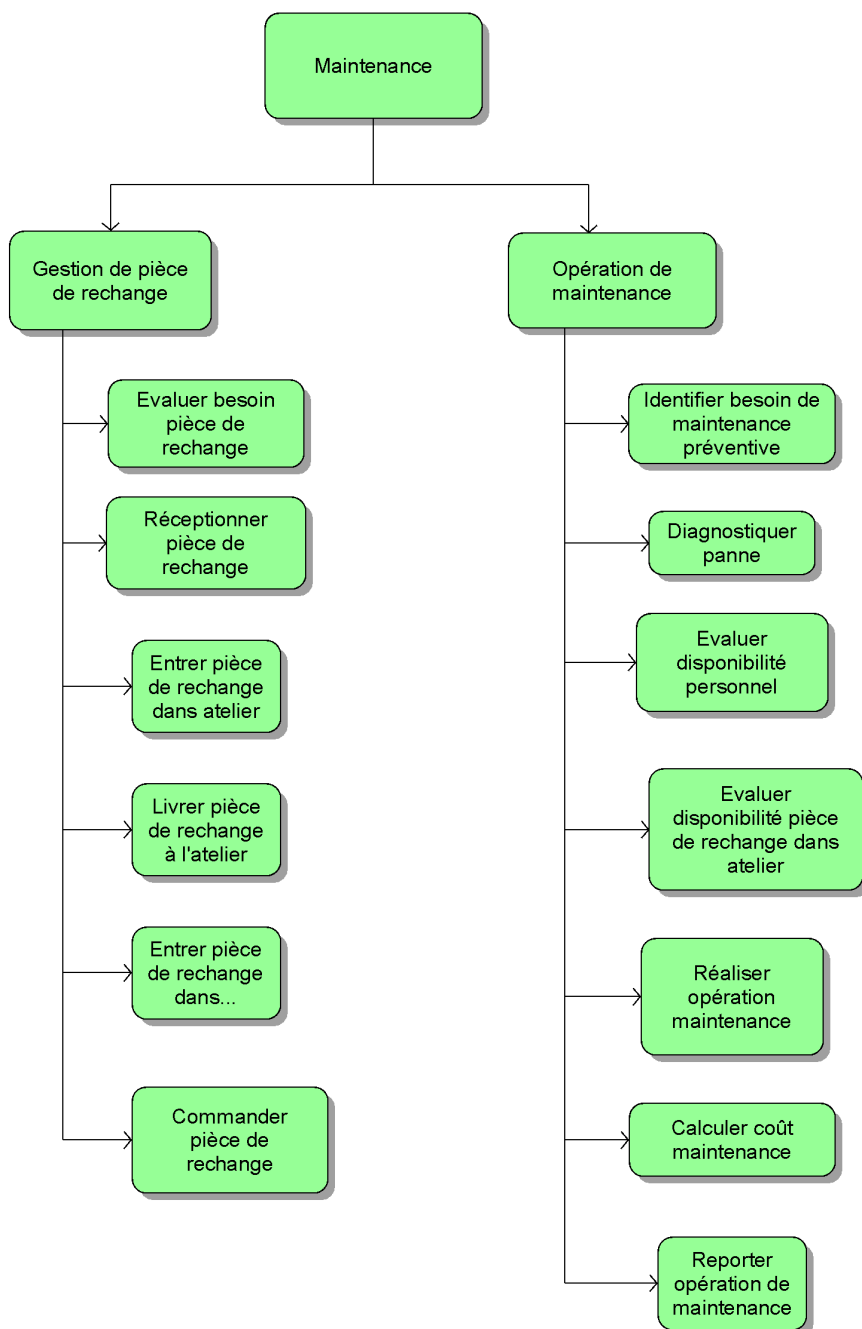 Maintenance
Gestion de pièce
de rechange
Evaluer besoin
pièce de
rechange
Réceptionner
pièce de
rechange
Entrer pièce
de rechange
dans atelier
Livrer pièce
de rechange
à l'atelier
Entrer pièce
de rechange
dans...
Commander
pièce de
rechange
Opération de
maintenance
Identifier besoin de
maintenance
préventive
Diagnostiquer
panne
Evaluer
disponibilité
personnel
Evaluer
disponibilité pièce
de rechange dans
atelier
Réaliser
opération
maintenance
Calculer coût
maintenance
Reporter
opération de
maintenance